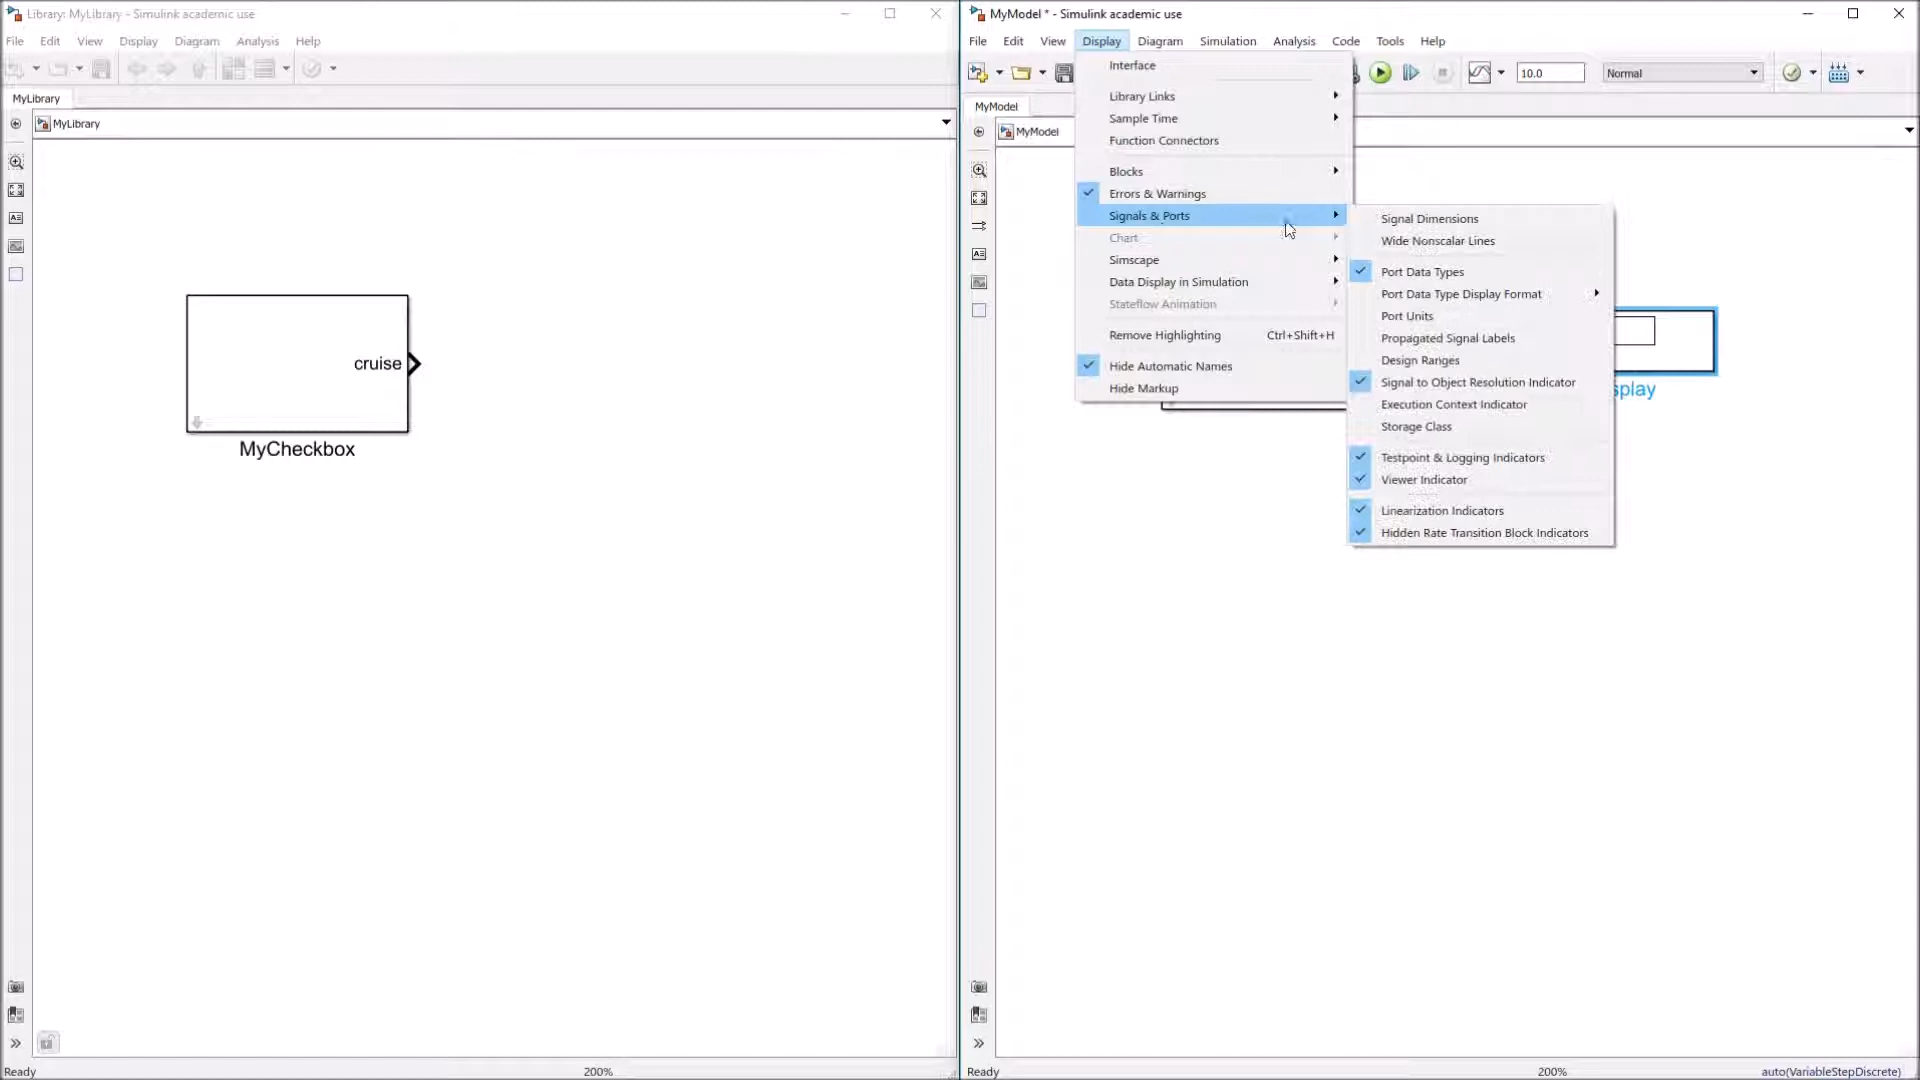 Library: MyLibrary - Simulink academic use
File Edit View Display Diagram Analysis Help
MyLibrary
MyLibrary
cruise
MyCheckbox
Ready
200%
MyModel * - Simulink academic use
File Edit View Display Diagram Simulation Analysis Code Tools Help
10.0
Normal
MyModel
MyModel
Interface
Library Links
Sample Time
Function Connectors
Blocks
Errors & Warnings
Signals & Ports
Chart
Simscape
Data Display in Simulation
Stateflow Animation
Remove Highlighting Ctrl+Shift+H
Hide Automatic Names
Hide Markup
Signal Dimensions
Wide Nonscalar Lines
Port Data Types
Port Data Type Display Format
Port Units
Propagated Signal Labels
Design Ranges
Signal to Object Resolution Indicator
Execution Context Indicator
Storage Class
Testpoint & Logging Indicators
Viewer Indicator
Linearization Indicators
Hidden Rate Transition Block Indicators
splay
Ready
200%
auto(VariableStepDiscrete)